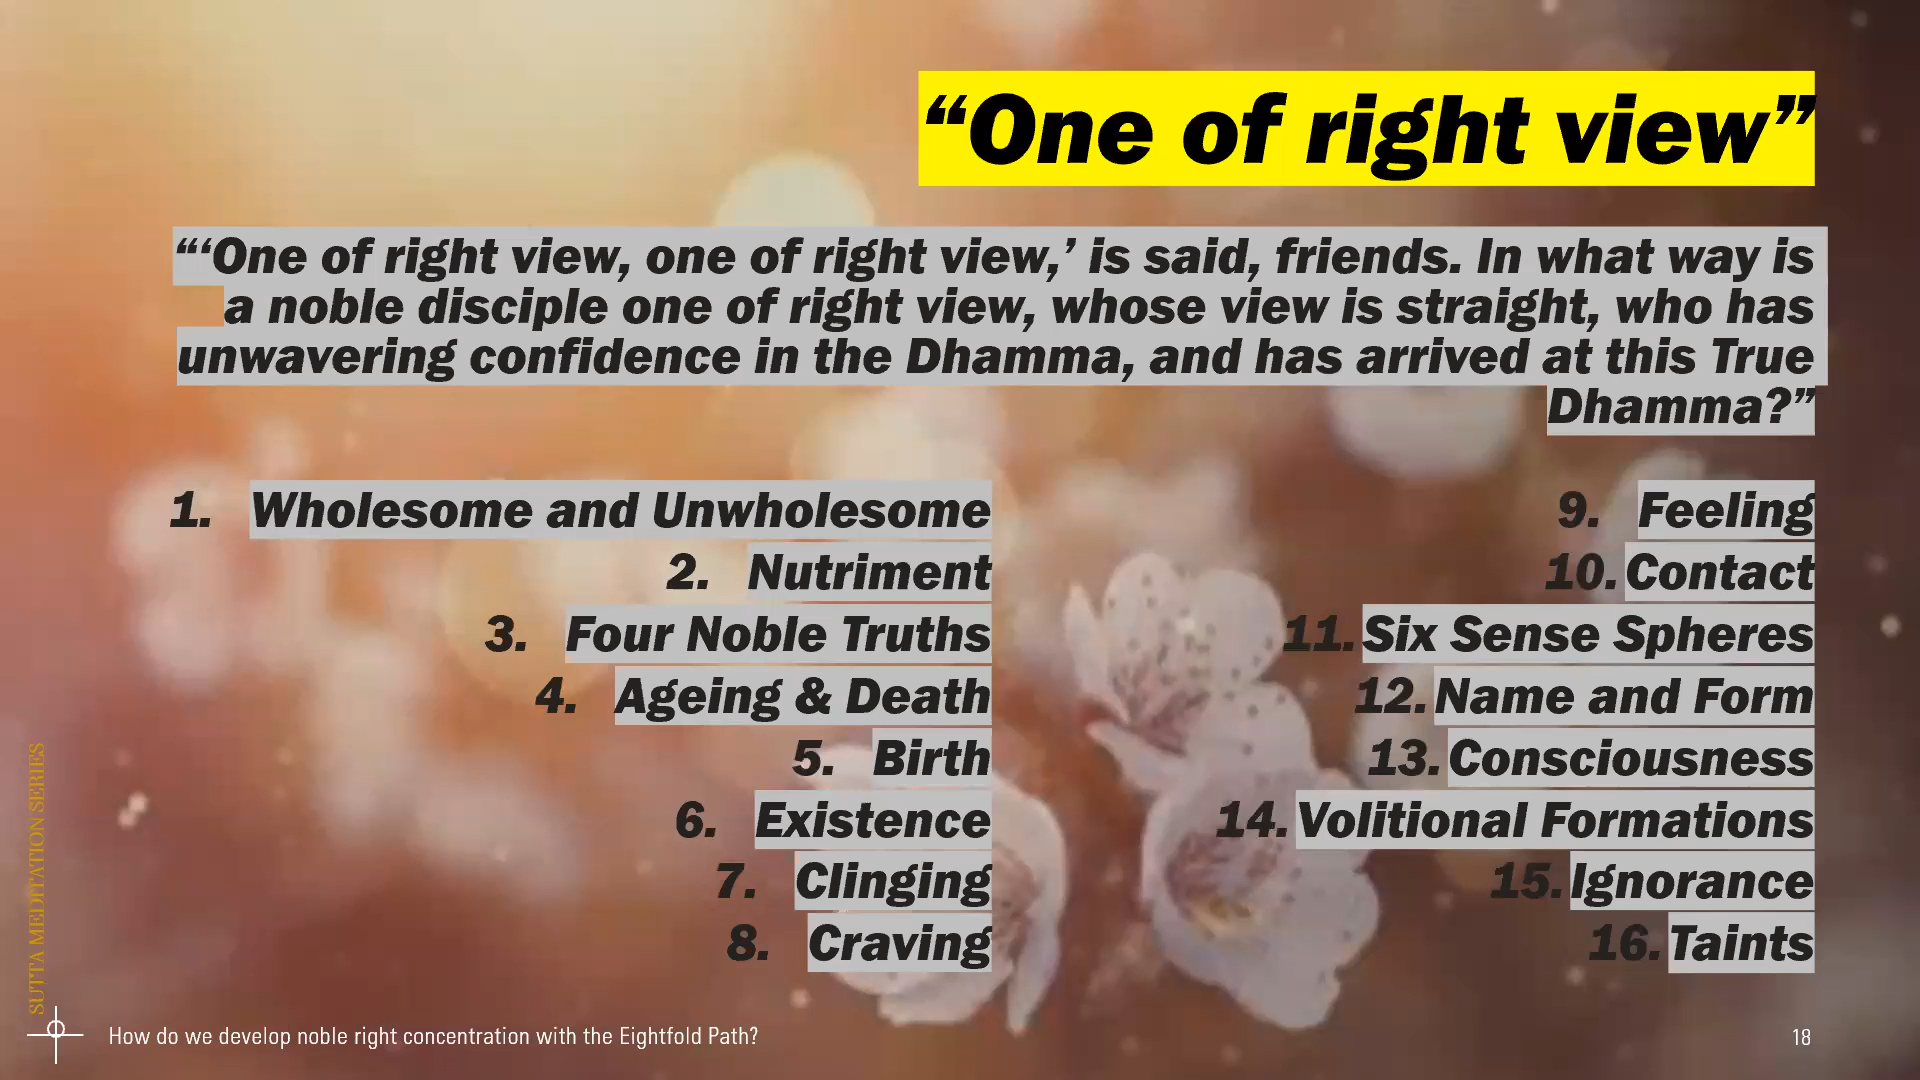 “One of right view”
“‘One of right view, one of right view,’ is said, friends. In what way is
a noble disciple one of right view, whose view is straight, who has
unwavering confidence in the Dhamma, and has arrived at this True
Dhamma?”
1. Wholesome and Unwholesome
2. Nutriment
3. Four Noble Truths
4. Ageing & Death
5. Birth
6. Existence
7. Clinging
8. Craving
9. Feeling
10. Contact
11. Six Sense Spheres
12. Name and Form
13. Consciousness
14. Volitional Formations
15. Ignorance
16. Taints
SUTTA MEDITATION SERIES
How do we develop noble right concentration with the Eightfold Path?
18